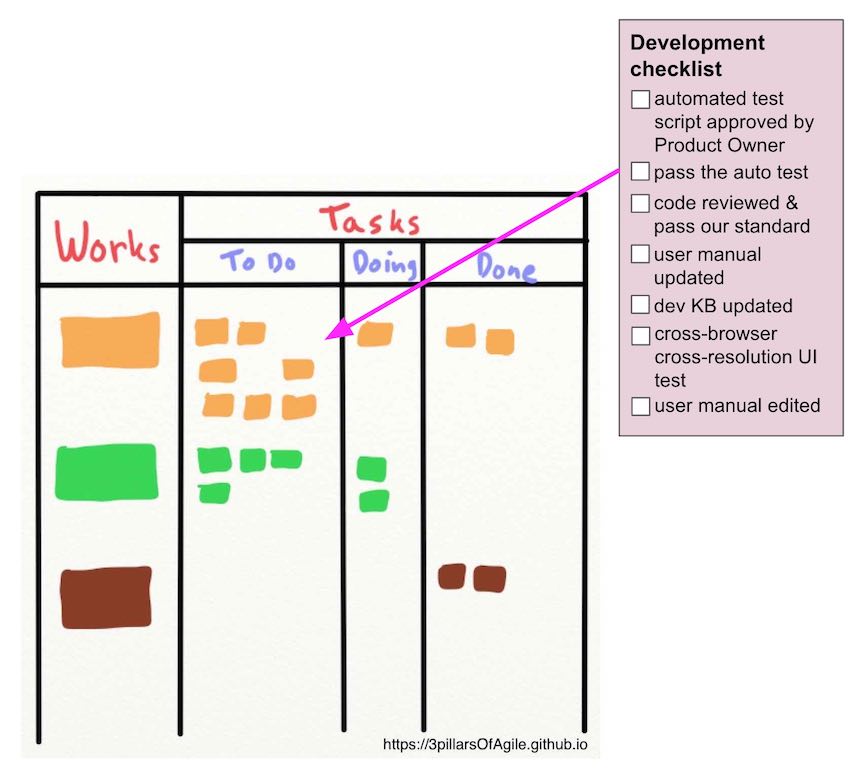 Development
checklist
automated test
script approved by
Product Owner
pass the auto test
code reviewed &
pass our standard
user manual
updated
dev KB updated
cross-browser
cross-resolution UI
test
user manual edited
Works
Tasks
To Do
Doing
Done
https://3pillarsOfAgile.github.io